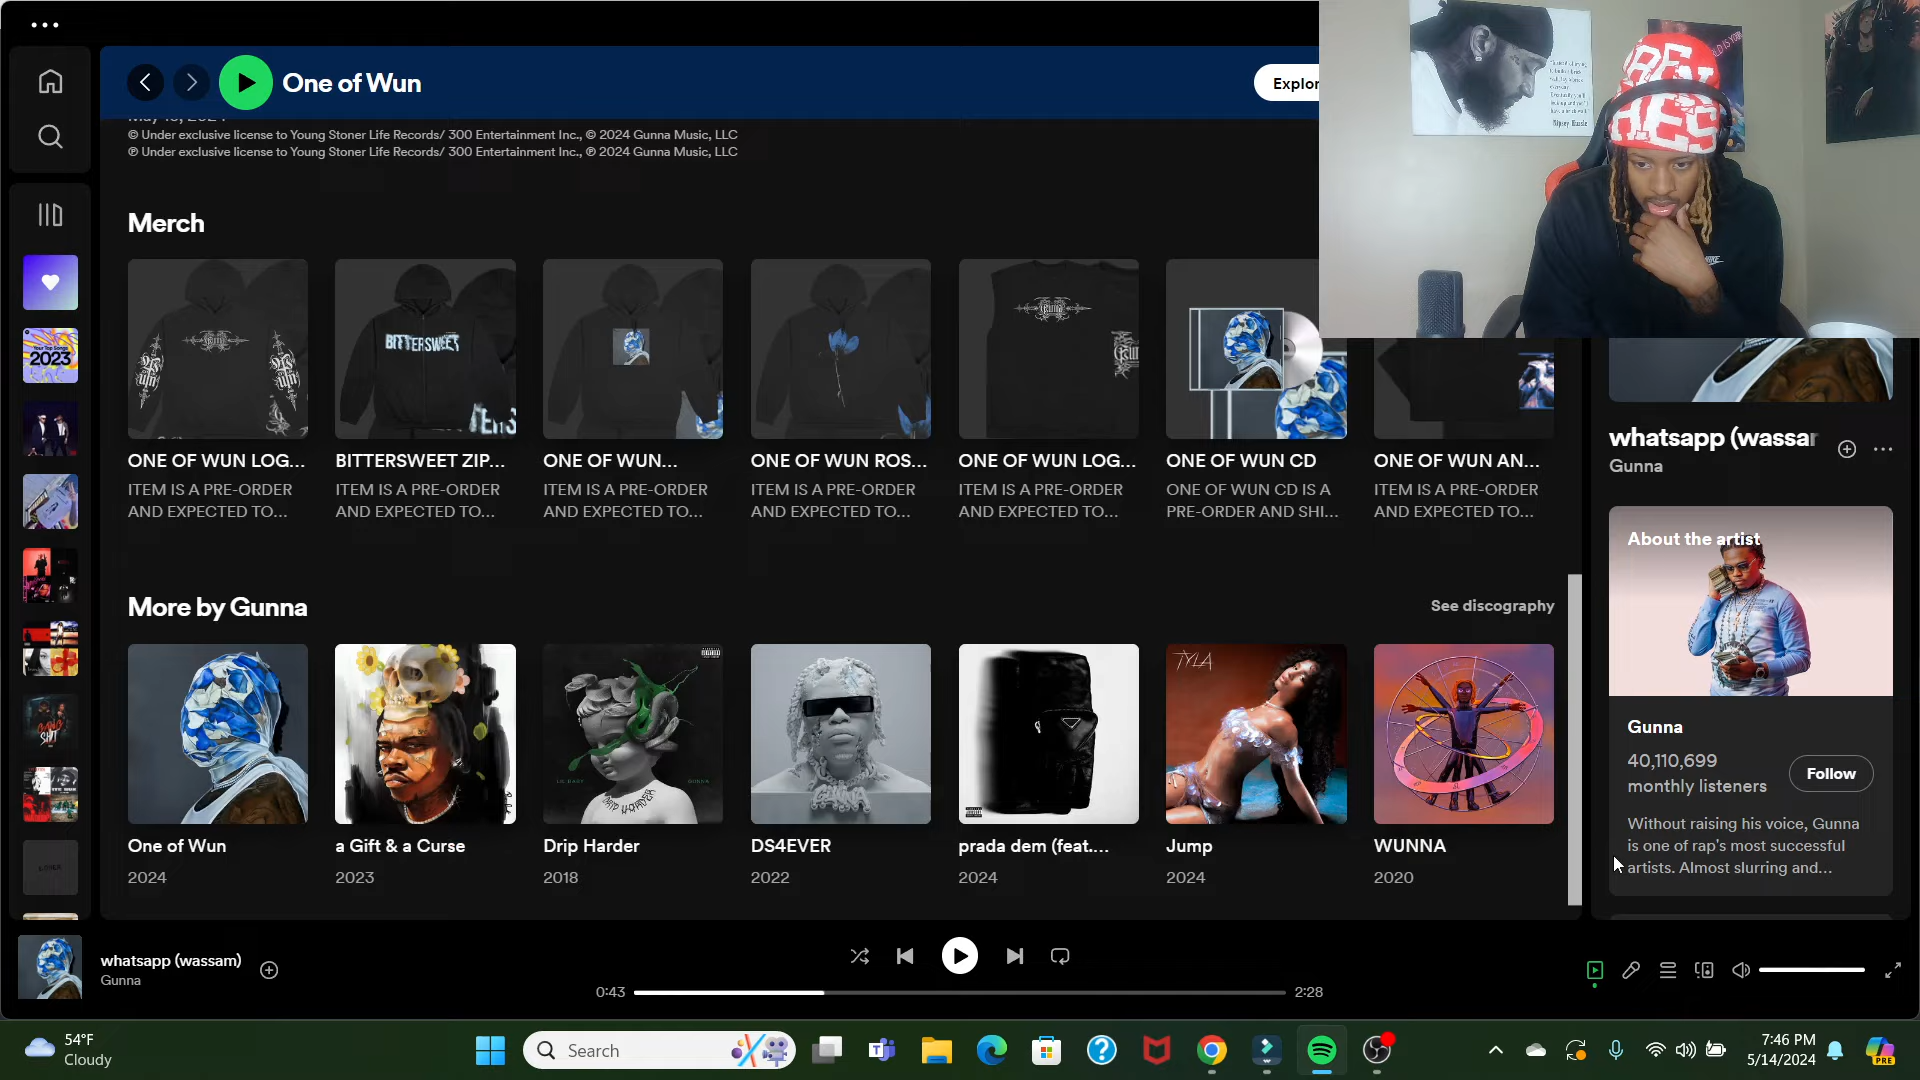 One of Wun
Explor
© Under exclusive license to Young Stoner Life Records/ 300 Entertainment Inc., © 2024 Gunna Music, LLC
℗ Under exclusive license to Young Stoner Life Records/ 300 Entertainment Inc., ℗ 2024 Gunna Music, LLC
Merch
BITTERSWEET
ONE OF WUN LOG...
ITEM IS A PRE-ORDER
AND EXPECTED TO...
BITTERSWEET ZIP...
ITEM IS A PRE-ORDER
AND EXPECTED TO...
ONE OF WUN...
ITEM IS A PRE-ORDER
AND EXPECTED TO...
ONE OF WUN ROS...
ITEM IS A PRE-ORDER
AND EXPECTED TO...
ONE OF WUN LOG...
ITEM IS A PRE-ORDER
AND EXPECTED TO...
ONE OF WUN CD
ONE OF WUN CD IS A
PRE-ORDER AND SHI...
ONE OF WUN AN...
ITEM IS A PRE-ORDER
AND EXPECTED TO...
More by Gunna
See discography
TYLA
One of Wun
2024
a Gift & a Curse
2023
Drip Harder
2018
DS4EVER
2022
prada dem (feat....
2024
Jump
2024
WUNNA
2020
2023
Nipsey Hussle
whatsapp (wassar
Gunna
About the artist
Gunna
40,110,699
monthly listeners
Follow
Without raising his voice, Gunna
is one of rap's most successful
artists. Almost slurring and...
whatsapp (wassam)
Gunna
0:43
2:28
54°F
Cloudy
Search
7:46 PM
5/14/2024
PRE